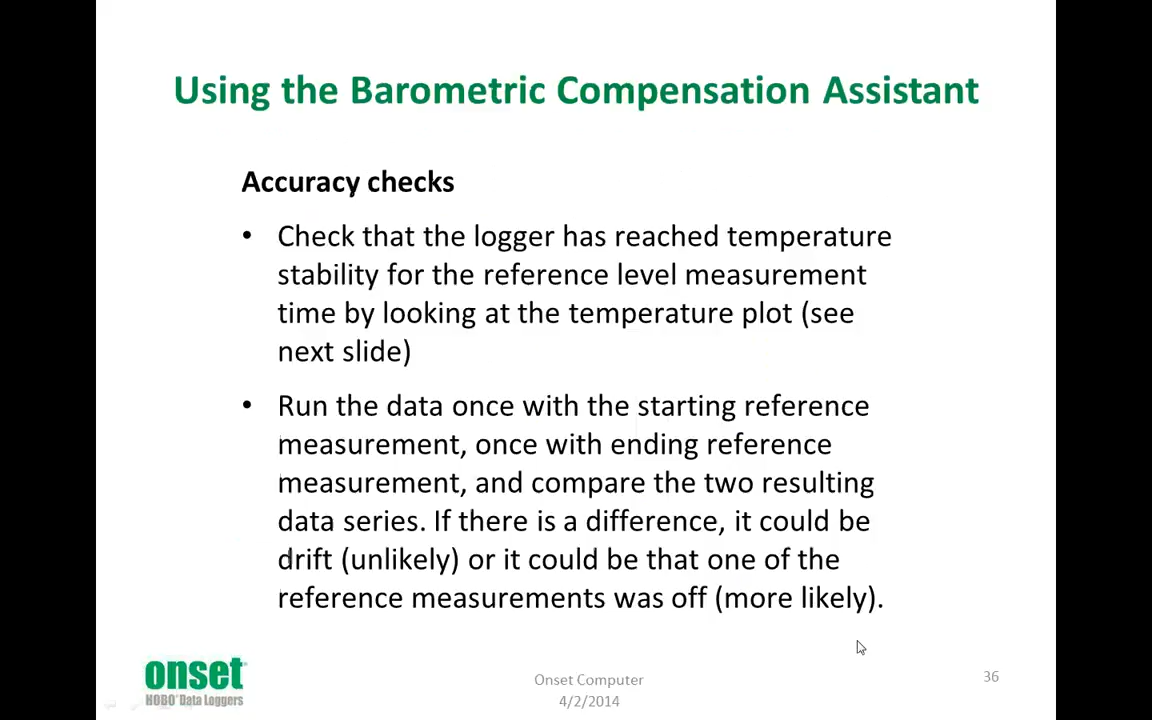 Using the Barometric Compensation Assistant
Accuracy checks
• Check that the logger has reached temperature
stability for the reference level measurement
time by looking at the temperature plot (see
next slide)
• Run the data once with the starting reference
measurement, once with ending reference
measurement, and compare the two resulting
data series. If there is a difference, it could be
drift (unlikely) or it could be that one of the
reference measurements was off (more likely).
onset
HOBO® Data Loggers
Onset Computer
4/2/2014
36